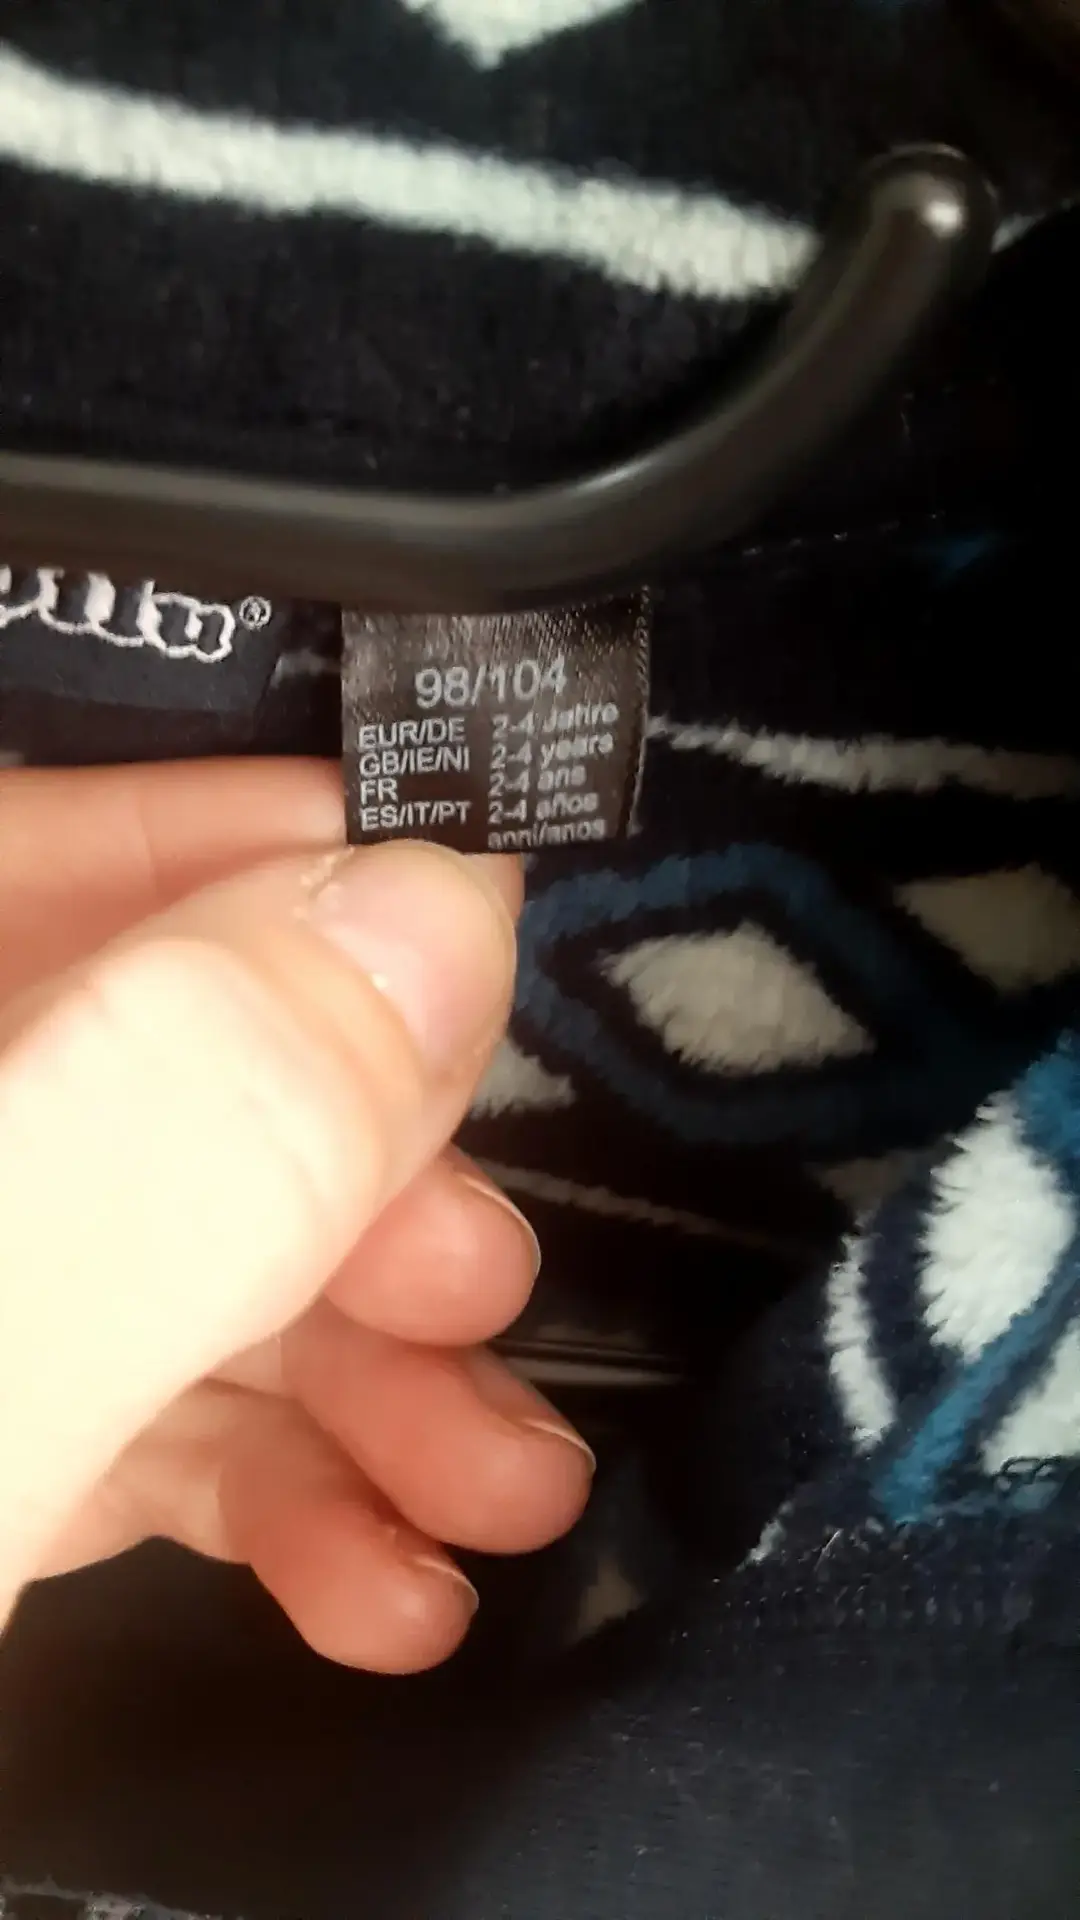 ®
98/104
EUR/DE 2-4 Jahre
GB/IE/NI 2-4 years
FR 2-4 ans
ES/IT/PT 2-4 años
anni/anos